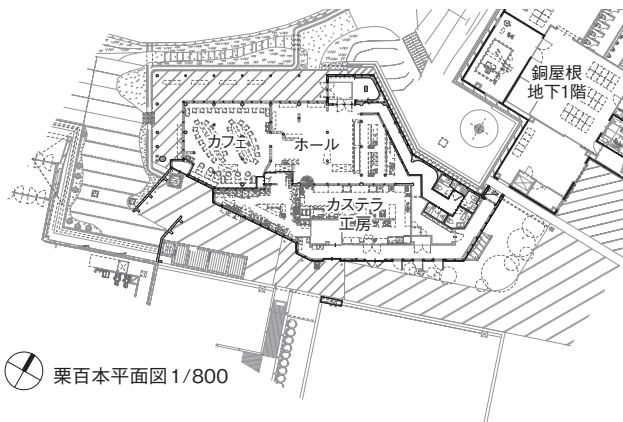 銅屋根
地下1階
カフェ
ホール
カステラ
工房
栗百本平面図1/800